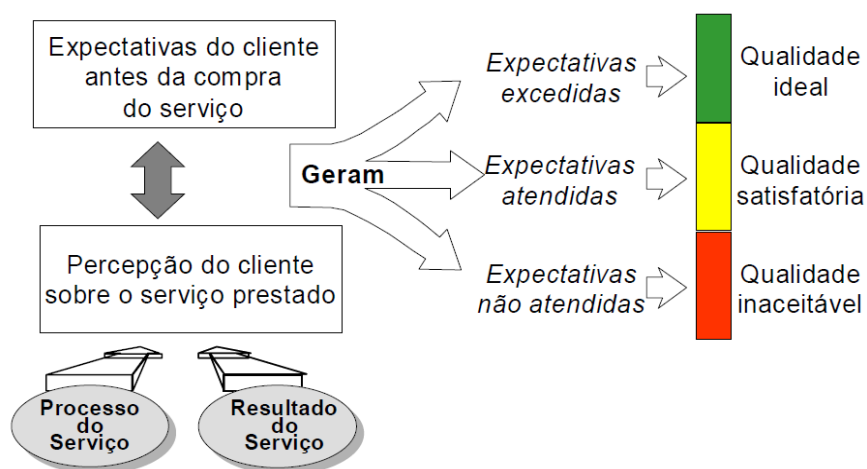 Expectativas do cliente
antes da compra
do serviço
Percepção do cliente
sobre o serviço prestado
Processo
do
Serviço
Resultado
do
Serviço
Geram
Expectativas
excedidas
Qualidade
ideal
Expectativas
atendidas
Qualidade
satisfatória
Expectativas
não atendidas
Qualidade
inaceitável